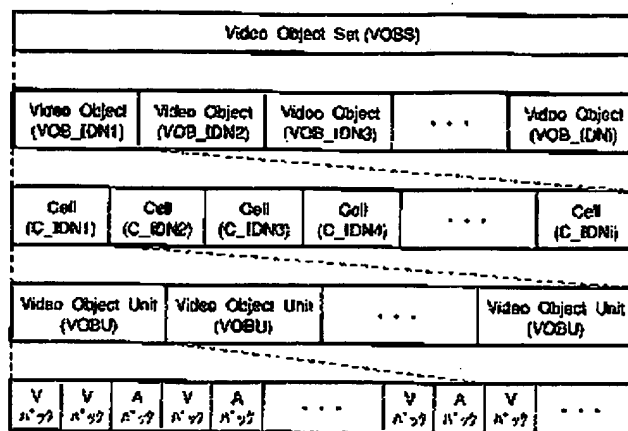 Video Object Set (VOBS)
Video Object (VOB_IDN1)
Video Object (VOB_IDN2)
Video Object (VOB_IDN3)
. . .
Video Object (VOB_IDNi)
Cell (C_IDN1)
Cell (C_IDN2)
Cell (C_IDN3)
Cell (C_IDN4)
. . .
Cell (C_IDNi)
Video Object Unit (VOBU)
Video Object Unit (VOBU)
. . .
Video Object Unit (VOBU)
V パック
V パック
A パック
V パック
A パック
. . .
V パック
A パック
V パック
. . .